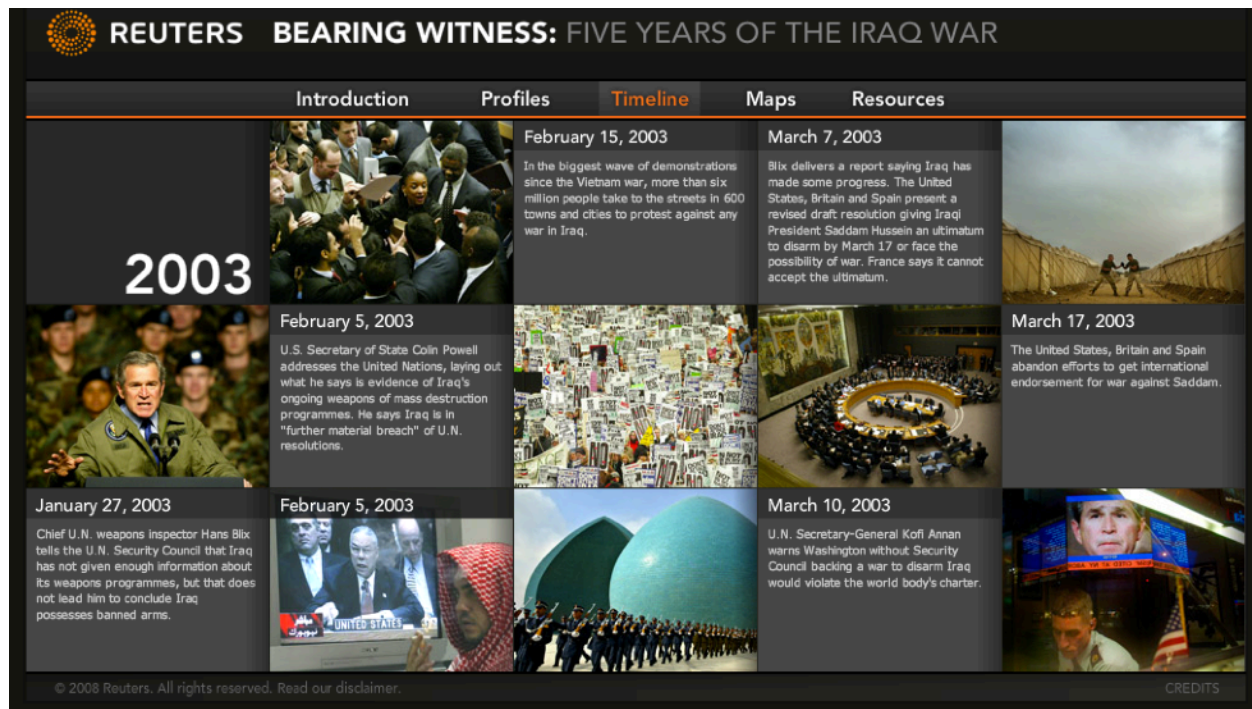 REUTERS BEARING WITNESS: FIVE YEARS OF THE IRAQ WAR
Introduction Profiles Timeline Maps Resources
2003
January 27, 2003
Chief U.N. weapons inspector Hans Blix
tells the U.N. Security Council that Iraq
has not given enough information about
its weapons programmes, but that does
not lead him to conclude Iraq
possesses banned arms.
February 5, 2003
U.S. Secretary of State Colin Powell
addresses the United Nations, laying out
what he says is evidence of Iraq's
ongoing weapons of mass destruction
programmes. He says Iraq is in
"further material breach" of U.N.
resolutions.
February 5, 2003
مباشر
نيويورك
UNITED STATES
February 15, 2003
In the biggest wave of demonstrations
since the Vietnam war, more than six
million people take to the streets in 600
towns and cities to protest against any
war in Iraq.
NO
March 7, 2003
Blix delivers a report saying Iraq has
made some progress. The United
States, Britain and Spain present a
revised draft resolution giving Iraqi
President Saddam Hussein an ultimatum
to disarm by March 17 or face the
possibility of war. France says it cannot
accept the ultimatum.
March 10, 2003
U.N. Secretary-General Kofi Annan
warns Washington without Security
Council backing a war to disarm Iraq
would violate the world body's charter.
March 17, 2003
The United States, Britain and Spain
abandon efforts to get international
endorsement for war against Saddam.
© 2008 Reuters. All rights reserved. Read our disclaimer.
CREDITS